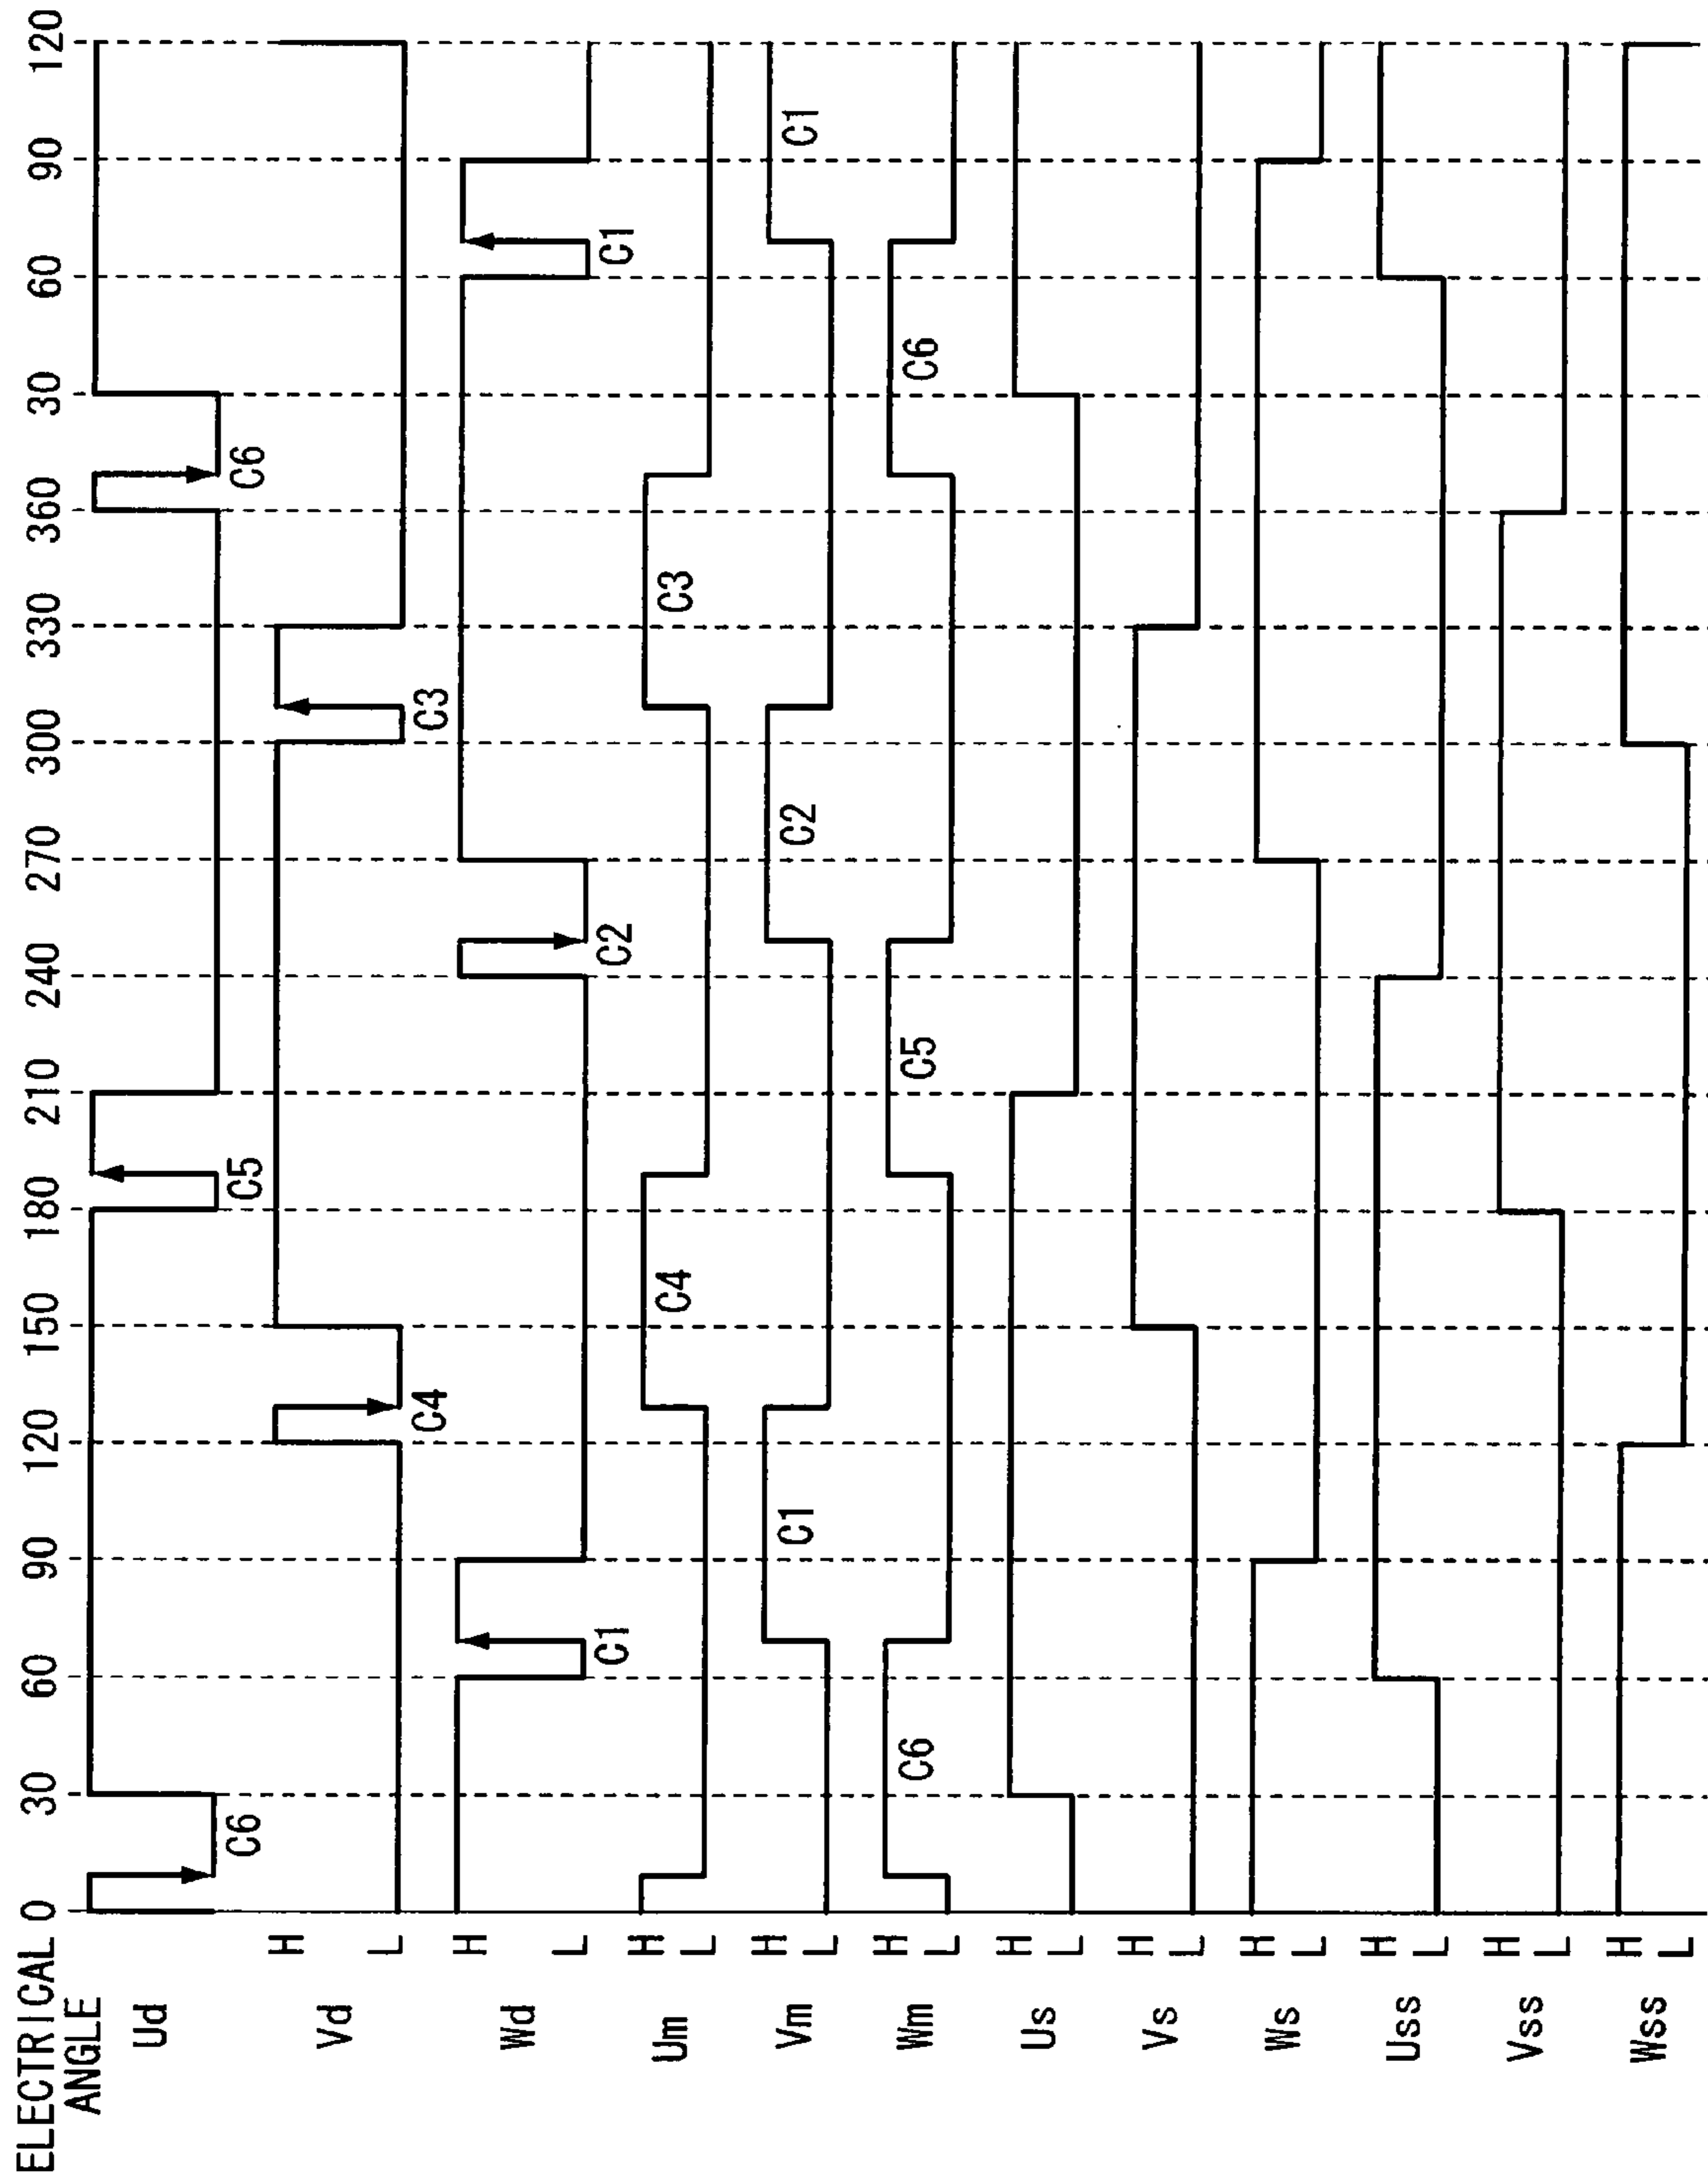 ELECTRICAL ANGLE 0 30 60 90 120 150 180 210 240 270 300 330 360 30 60 90 120
Ud
C6
C5
C6
Vd H L
C4
C3
Wd H L
C1
C2
C1
Um H L
C4
C3
Vm H L
C1
C2
C1
Wm H L
C6
C5
C6
Us H L
Vs H L
Ws H L
Uss H L
Vss H L
Wss H L